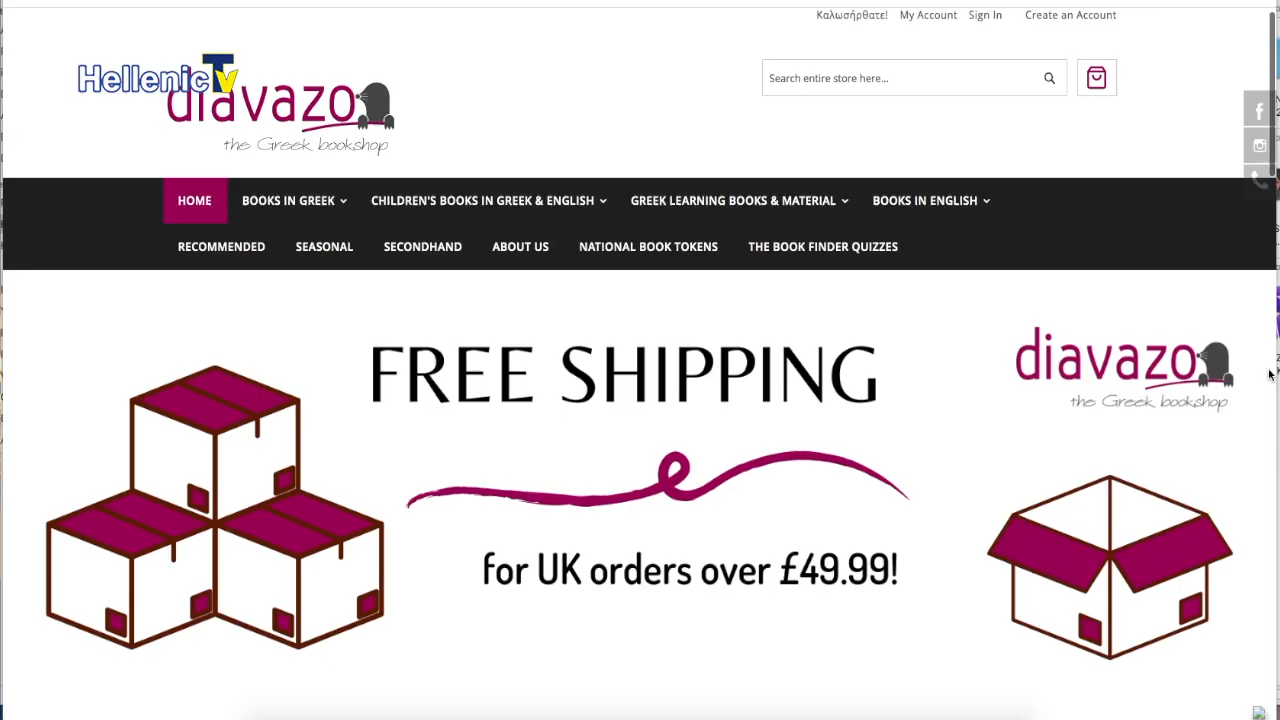 Καλωσήρθατε! My Account Sign In Create an Account
HellenicTv
diavazo
the Greek bookshop
Search entire store here...
HOME BOOKS IN GREEK CHILDREN'S BOOKS IN GREEK & ENGLISH GREEK LEARNING BOOKS & MATERIAL BOOKS IN ENGLISH
RECOMMENDED SEASONAL SECONDHAND ABOUT US NATIONAL BOOK TOKENS THE BOOK FINDER QUIZZES
FREE SHIPPING
diavazo
the Greek bookshop
for UK orders over £49.99!